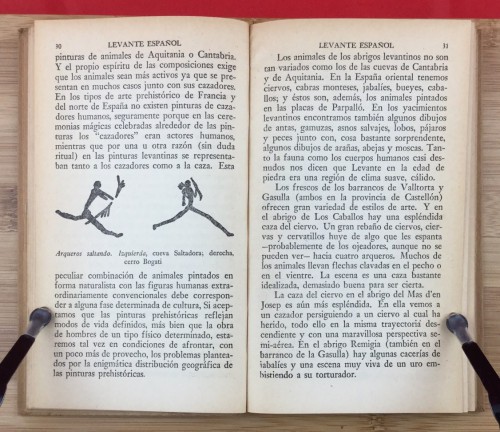 30 LEVANTE ESPAÑOL
pinturas de animales de Aquitania o Cantabria.
Y el propio espíritu de las composiciones exige
que los animales sean más activos ya que se pre-
sentan en muchos casos junto con sus cazadores.
En los tipos de arte prehistórico de Francia y
del norte de España no existen pinturas de caza-
dores humanos, seguramente porque en las cere-
monias mágicas celebradas alrededor de las pin-
turas los "cazadores" eran actores humanos,
mientras que por una u otra razón (sin duda
ritual) en las pinturas levantinas se representa-
ban tanto a los cazadores como a la caza. Esta
Arqueros saltando. Izquierda, cueva Saltadora; derecha,
cerro Bogati
peculiar combinación de animales pintados en
forma naturalista con las figuras humanas extra-
ordinariamente convencionales debe correspon-
der a alguna fase determinada de cultura, Si acep-
tamos que las pinturas prehistóricas reflejan
modos de vida definidos, más bien que la obra
de hombres de un tipo físico determinado, esta-
remos tal vez en condiciones de afrontar, con
un poco más de provecho, los problemas plantea-
dos por la enigmática distribución geográfica de
las pinturas prehistóricas.
LEVANTE ESPAÑOL 31
Los animales de los abrigos levantinos no son
tan variados como los de las cuevas de Cantabria
y de Aquitania. En la España oriental tenemos
ciervos, cabras monteses, jabalíes, bueyes, caba-
llos; y éstos son, además, los animales pintados
en las placas de Parpalló. En los yacimientos
levantinos encontramos también algunos dibujos
de antas, gamuzas, asnos salvajes, lobos, pájaros
y peces junto con, cosa bastante sorprendente,
algunos dibujos de arañas, abejas y moscas. Tan-
to la fauna como los cuerpos humanos casi des-
nudos nos dicen que Levante en la Edad de
piedra era una región de clima suave, cálido.
Los frescos de los barrancos de Valltorta y
Gasulla (ambos en la provincia de Castellón)
ofrecen gran variedad de estilos de arte. Y en
el abrigo de Los Caballos hay una espléndida
caza del ciervo. Un gran rebaño de ciervo, cier-
vas y cervatillos huye de algo que les espanta
—probablemente de los ojeadores, aunque no se
pueden ver— hacia cuatro arqueros. Muchos de
los animales llevan flechas clavadas en el pecho o
en el vientre. La escena es una caza bastante
idealizada, demasiado buena para ser cierta.
La caza del ciervo en el abrigo del Mas d'en
Josep es aún más espléndida. En ella vemos a
un cazador persiguiendo a un ciervo al cual ha
herido, todo ello en la misma trayectoria des-
cendente y con una maravillosa perspectiva se-
mi-aérea. En el abrigo Remigia (también en el
barranco de la Gasulla) hay algunas cacerías de
jabalíes y una escena muy viva de un uro em-
bistiendo a su torturador.